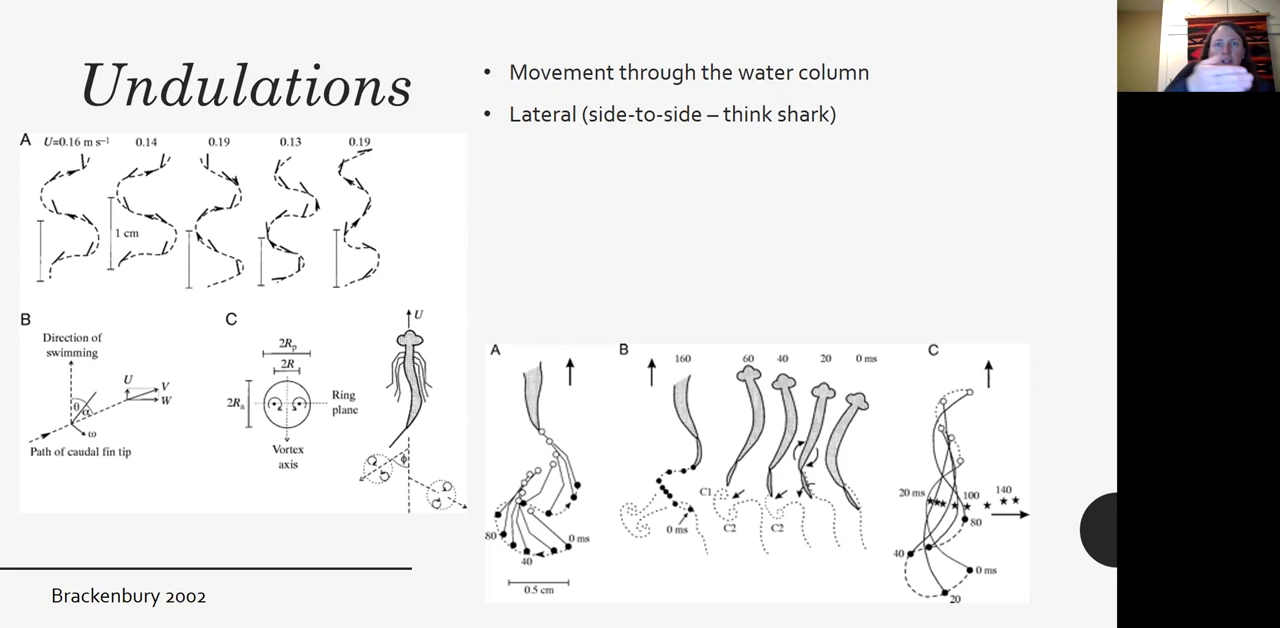 Undulations
• Movement through the water column
• Lateral (side-to-side – think shark)
A U=0.16 m s⁻¹ 0.14 0.19 0.13 0.19
1 cm
B
Direction of
swimming
U
V
W
θ
α
ω
Path of caudal fin tip
C
U
2Rp
2R
2Ra
Ring
plane
Vortex
axis
ϕ
A
80
40
0 ms
0.5 cm
B
160 60 40 20 0 ms
C1
C2 C2
0 ms
C
20 ms 100 140
80
40
0 ms
20
Brackenbury 2002